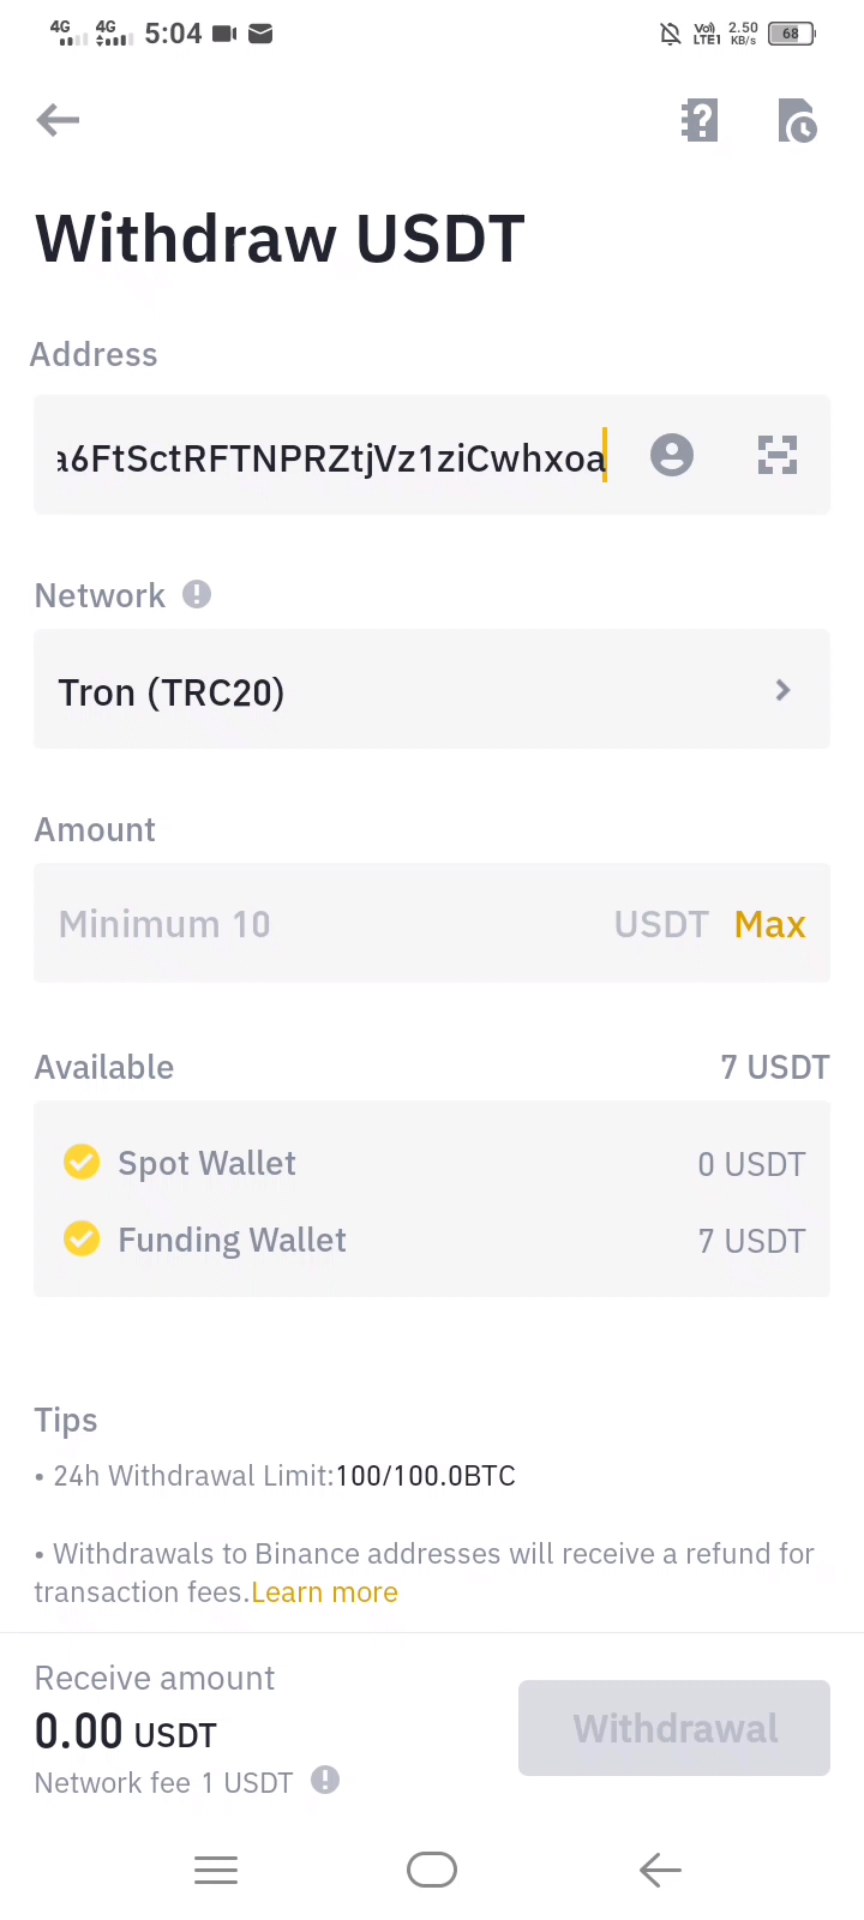 4G 4G 5:04 Vo) LTE1 2.50 KB/s 68
Withdraw USDT
Address
a6FtSctRFTNPRZtjVz1ziCwhxoa
Network
Tron (TRC20)
Amount
Minimum 10 USDT Max
Available 7 USDT
Spot Wallet 0 USDT
Funding Wallet 7 USDT
Tips
• 24h Withdrawal Limit:100/100.0BTC
• Withdrawals to Binance addresses will receive a refund for
transaction fees.Learn more
Receive amount
0.00 USDT
Withdrawal
Network fee 1 USDT